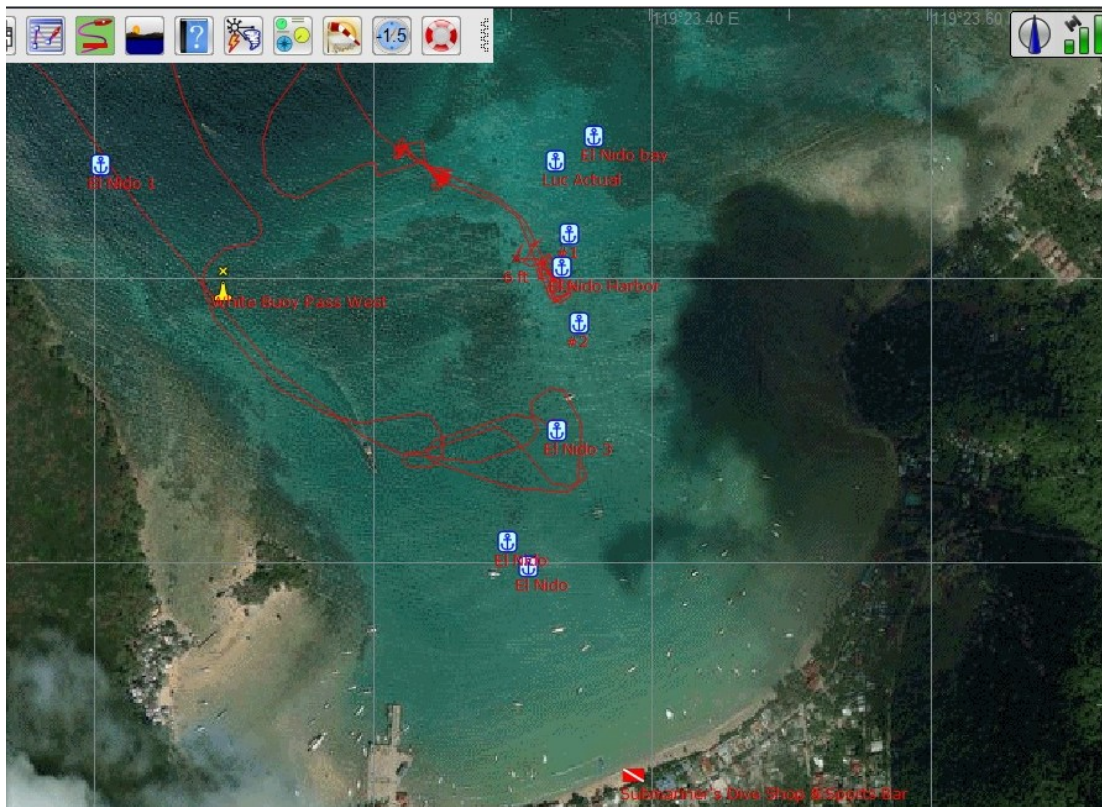 119°23.40 E
119°23.60
-1.5
El Nido bay
Luc Actual
El Nido 1
#1
6 ft
El Nido Harbor
White Buoy Pass West
#2
El Nido 3
El Nido
El Nido
Submariner's Dive Shop & Sports Bar